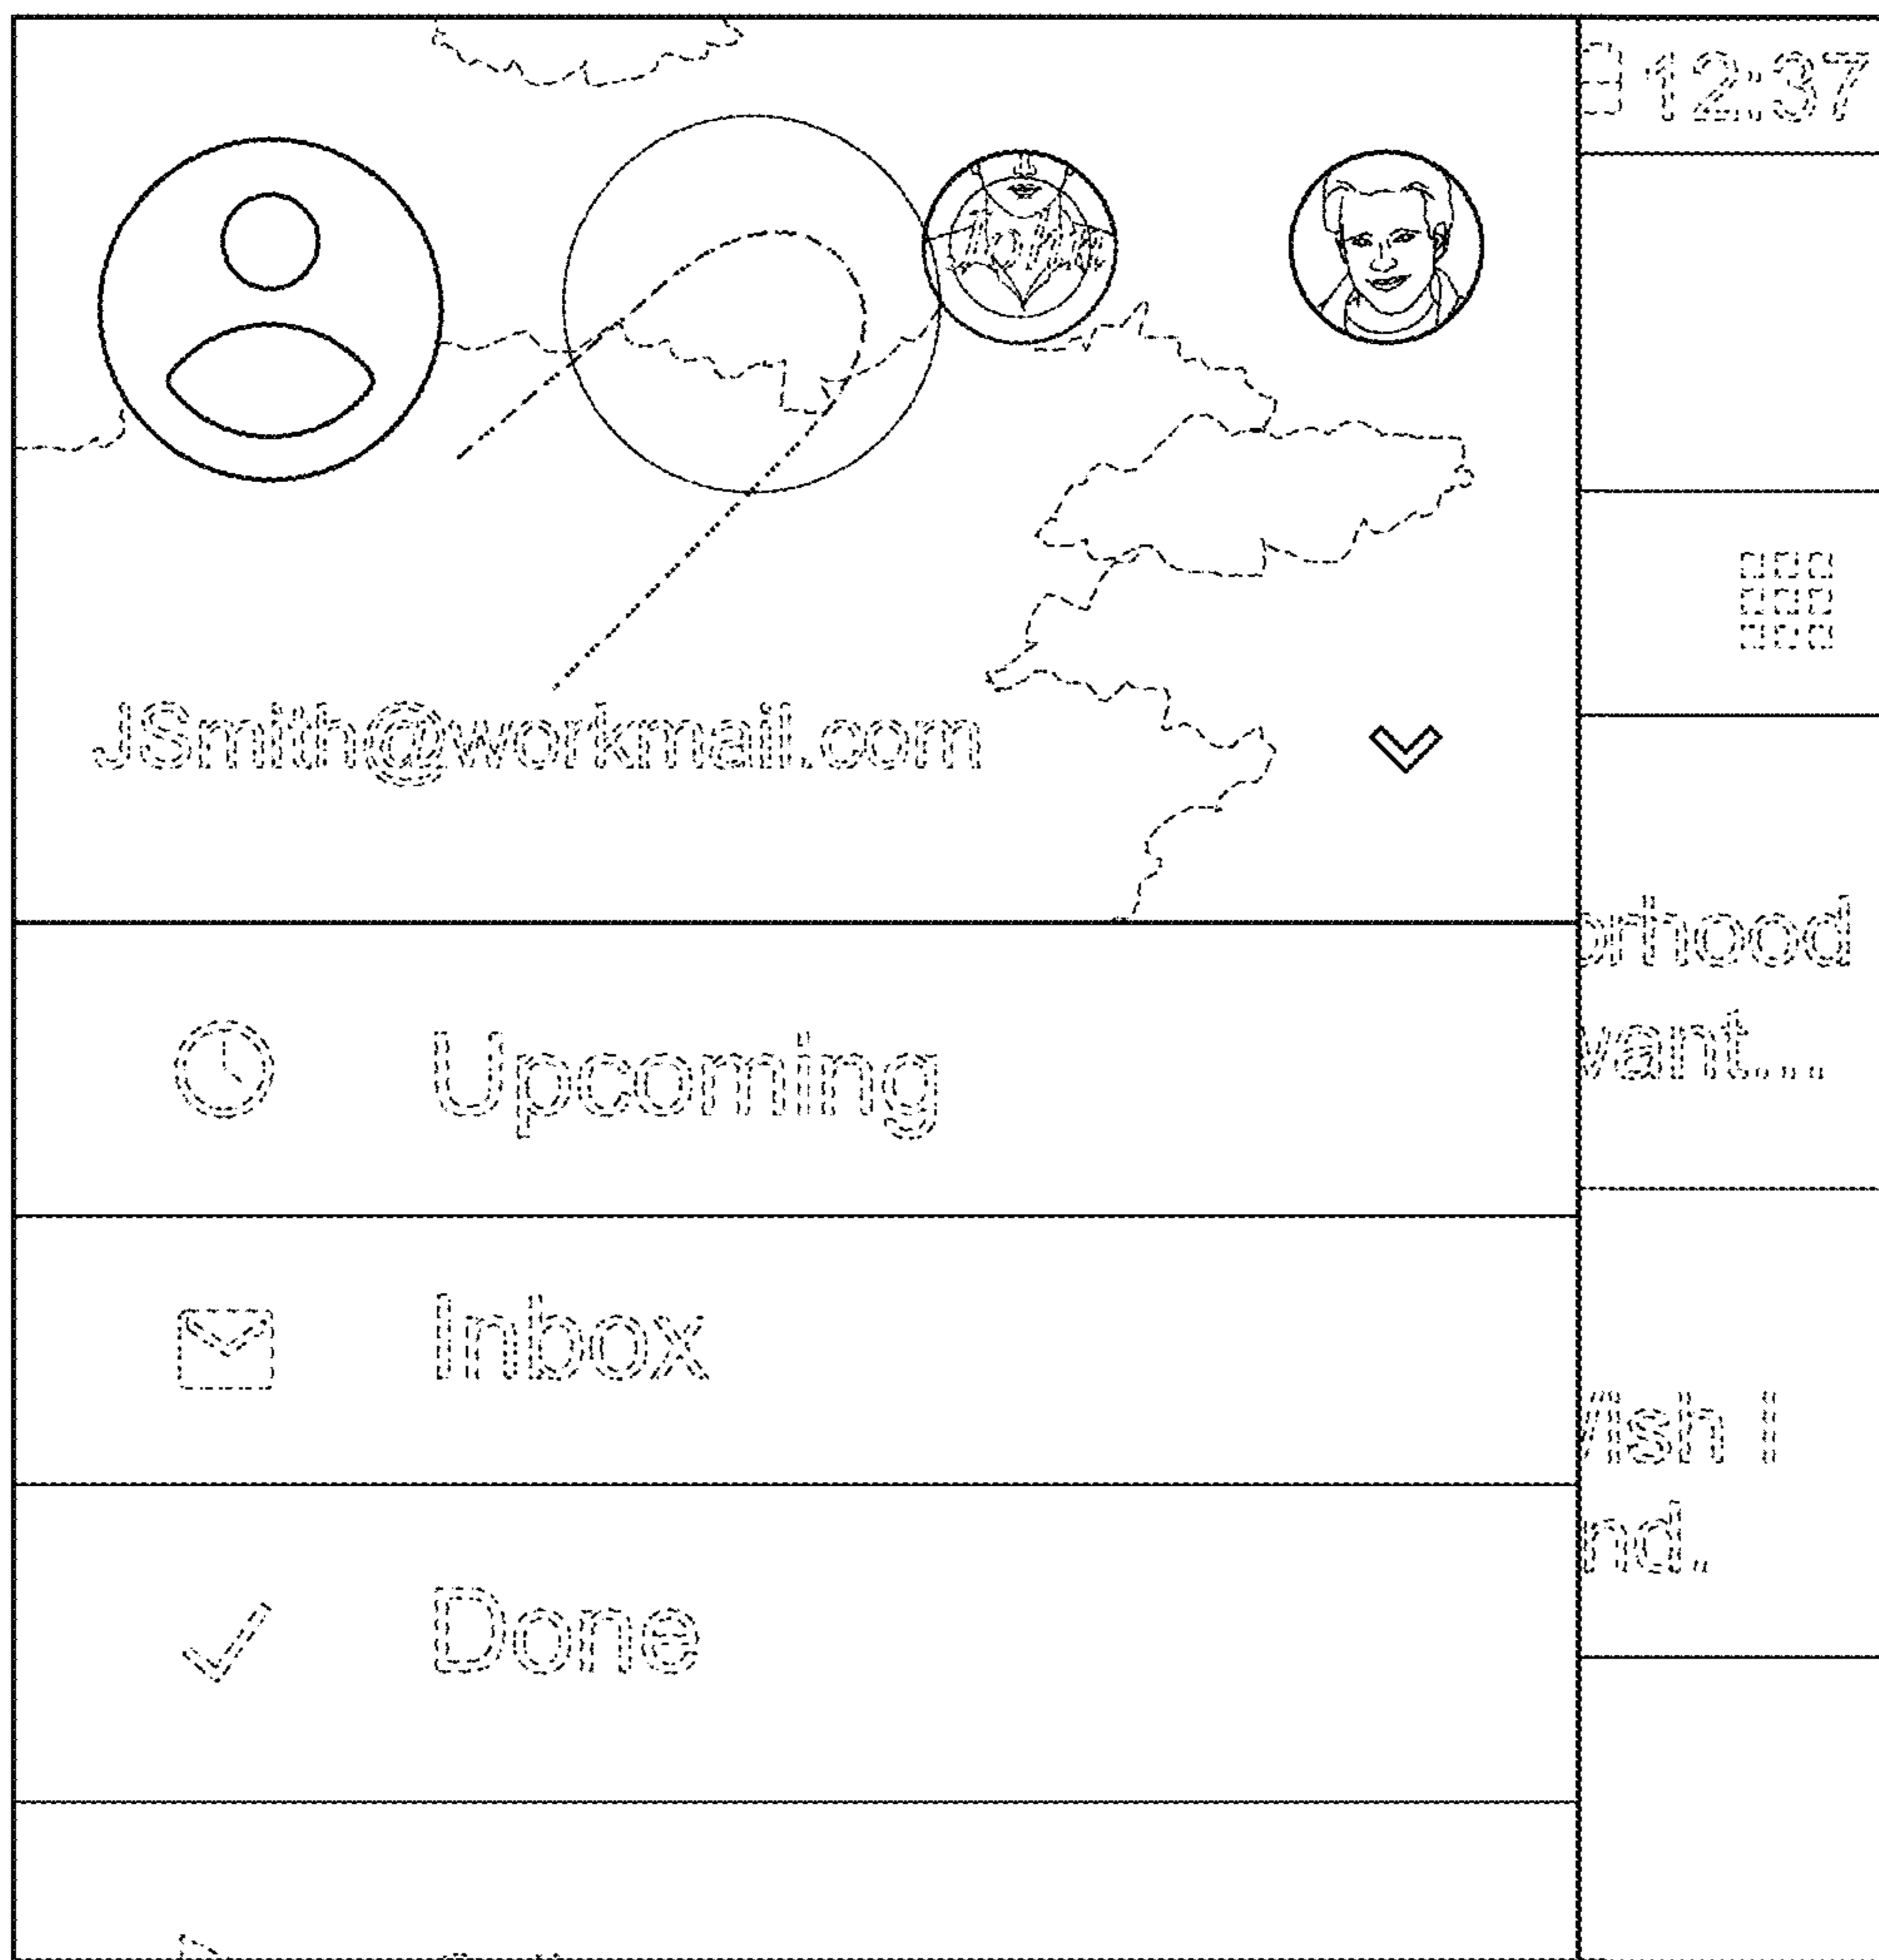 12:37
JSmith@workmail.com
orhood
vant...
Upcoming
Inbox
Vish I
nd.
Done